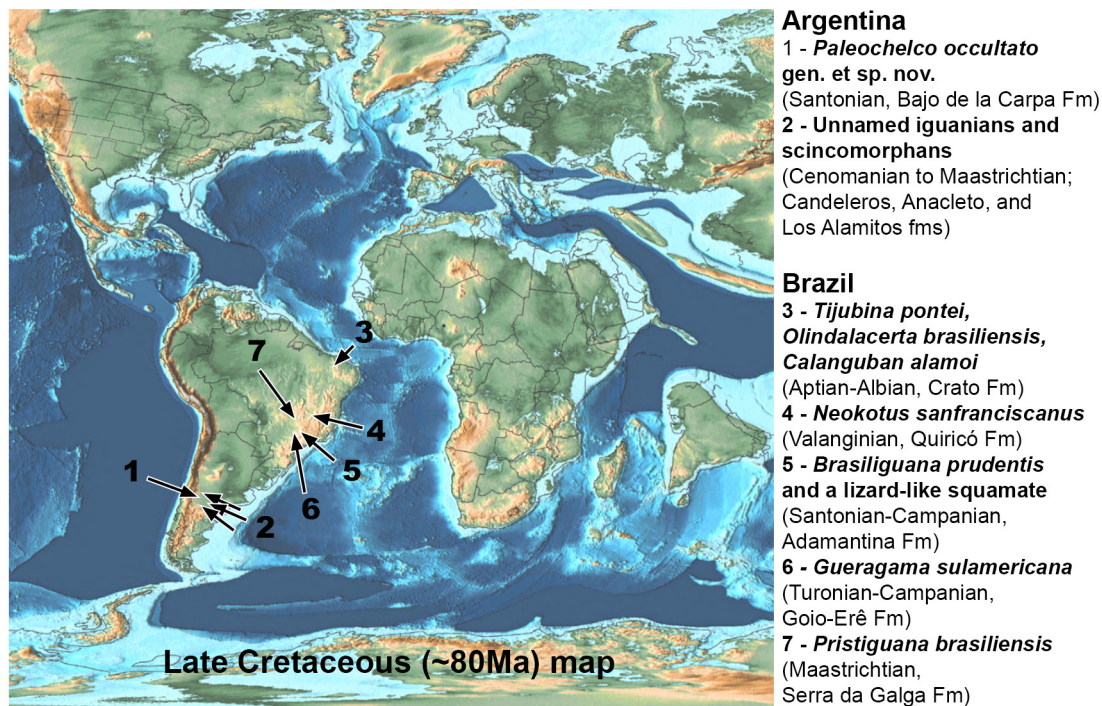 Argentina
1 - Paleochelco occultato
gen. et sp. nov.
(Santonian, Bajo de la Carpa Fm)
2 - Unnamed iguanians and
scincomorphans
(Cenomanian to Maastrichtian;
Candeleros, Anacleto, and
Los Alamitos fms)
Brazil
3 - Tijubina pontei,
Olindalacerta brasiliensis,
Calanguban alamoi
(Aptian-Albian, Crato Fm)
4 - Neokotus sanfranciscanus
(Valanginian, Quiricó Fm)
5 - Brasiliguana prudentis
and a lizard-like squamate
(Santonian-Campanian,
Adamantina Fm)
6 - Gueragama sulamericana
(Turonian-Campanian,
Goio-Erê Fm)
7 - Pristiguana brasiliensis
(Maastrichtian,
Serra da Galga Fm)
3
7
4
5
1
6
2
Late Cretaceous (~80Ma) map